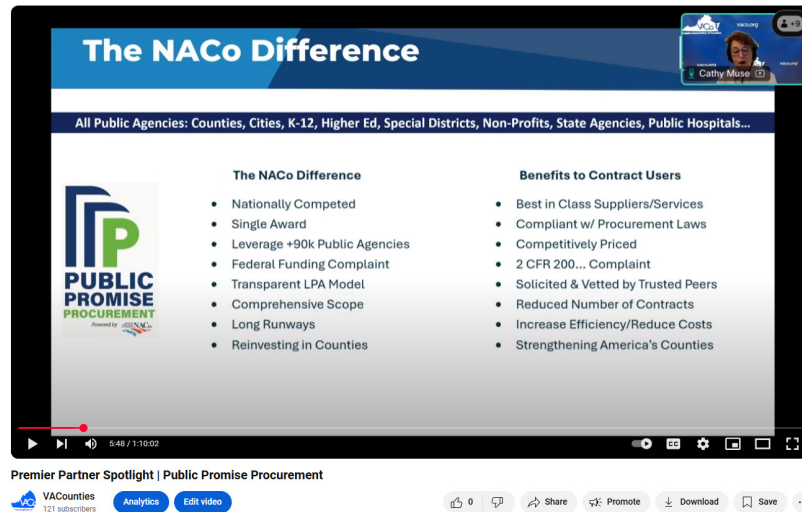 The NACo Difference
VACo
vaco.org
+9
Cathy Muse
All Public Agencies: Counties, Cities, K-12, Higher Ed, Special Districts, Non-Profits, State Agencies, Public Hospitals...
The NACo Difference
Nationally Competed
Single Award
Leverage +90k Public Agencies
Federal Funding Complaint
Transparent LPA Model
Comprehensive Scope
Long Runways
Reinvesting in Counties
Benefits to Contract Users
Best in Class Suppliers/Services
Compliant w/ Procurement Laws
Competitively Priced
2 CFR 200... Complaint
Solicited & Vetted by Trusted Peers
Reduced Number of Contracts
Increase Efficiency/Reduce Costs
Strengthening America's Counties
PP
PUBLIC
PROMISE
PROCUREMENT
Powered by NACo
5:48 / 1:10:02
CC
Premier Partner Spotlight | Public Promise Procurement
VACounties
121 subscribers
Analytics
Edit video
0
Share
Promote
Download
Save